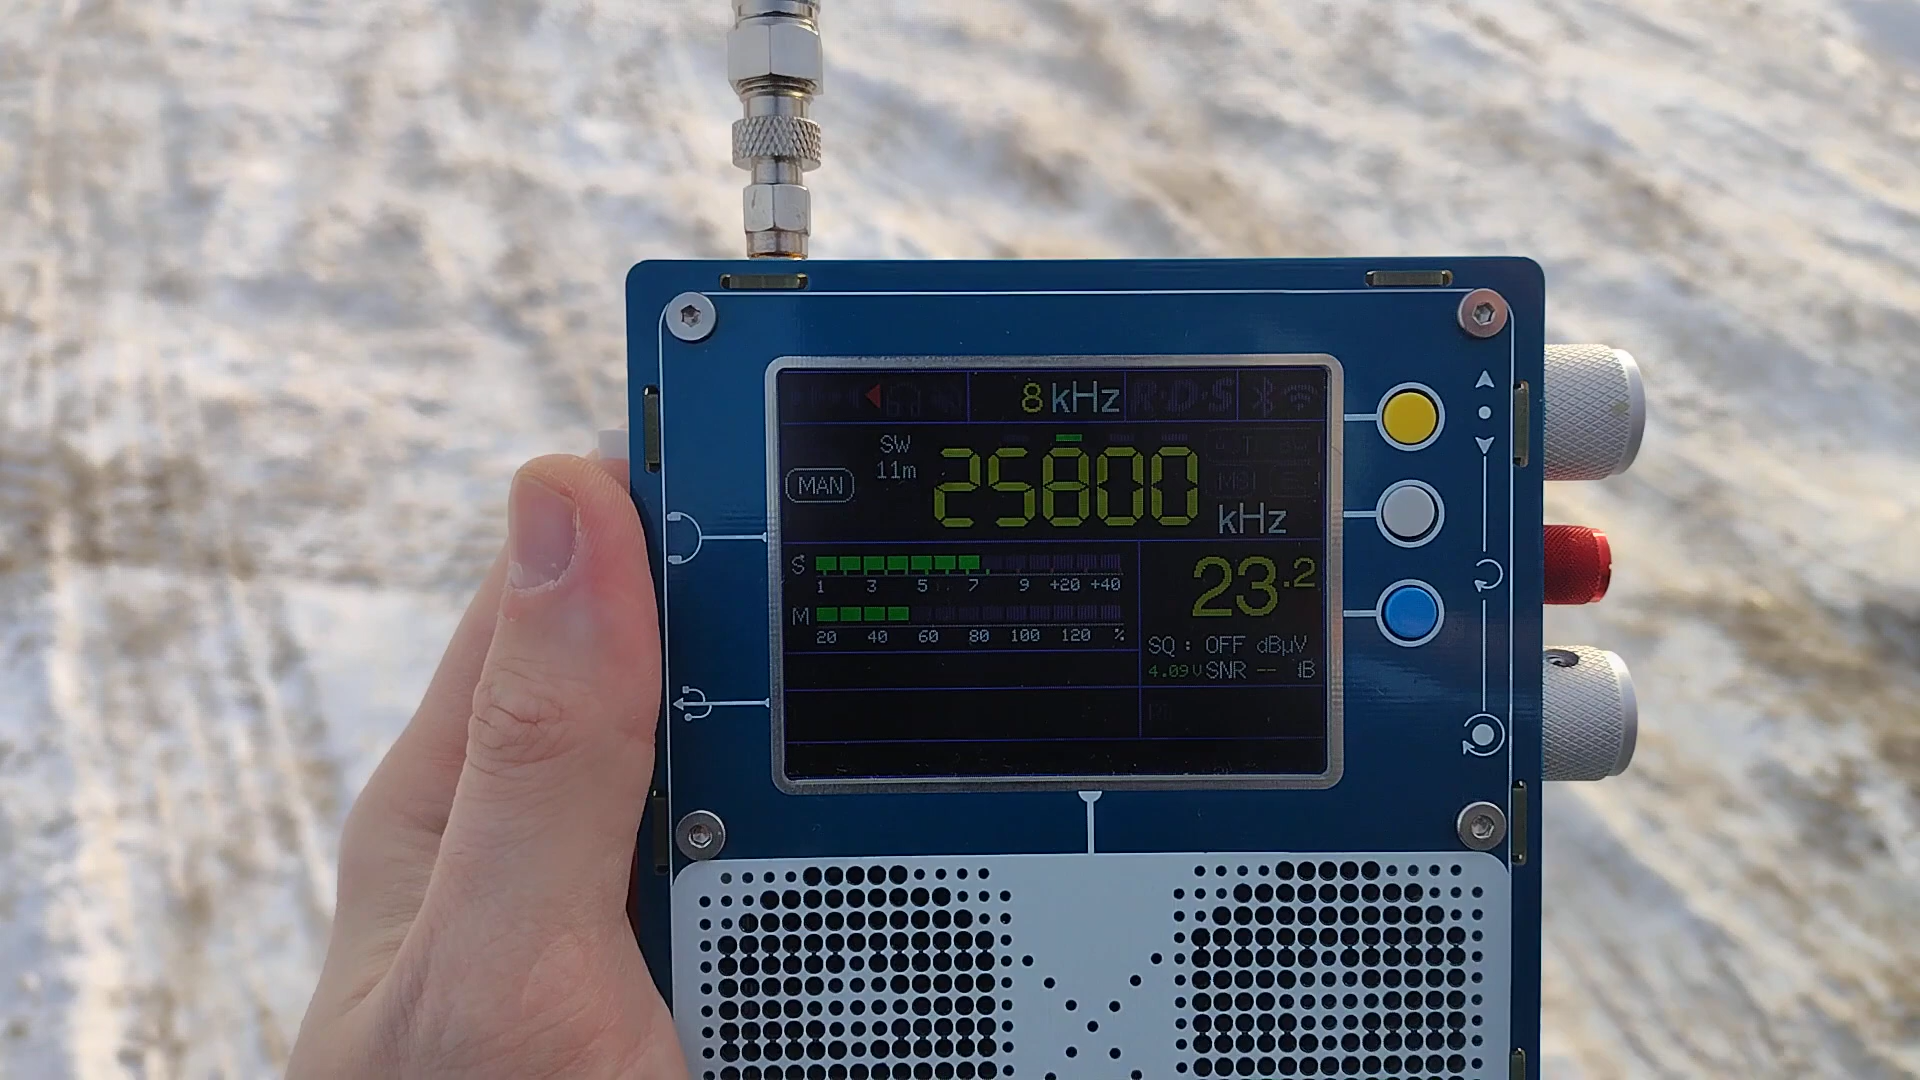 8 kHz R·D·S
SW
11m
MAN
25800
kHz
S
1 3 5 7 9 +20 +40
23.2
M
20 40 60 80 100 120 %
SQ : OFF dBµV
4.09V SNR --